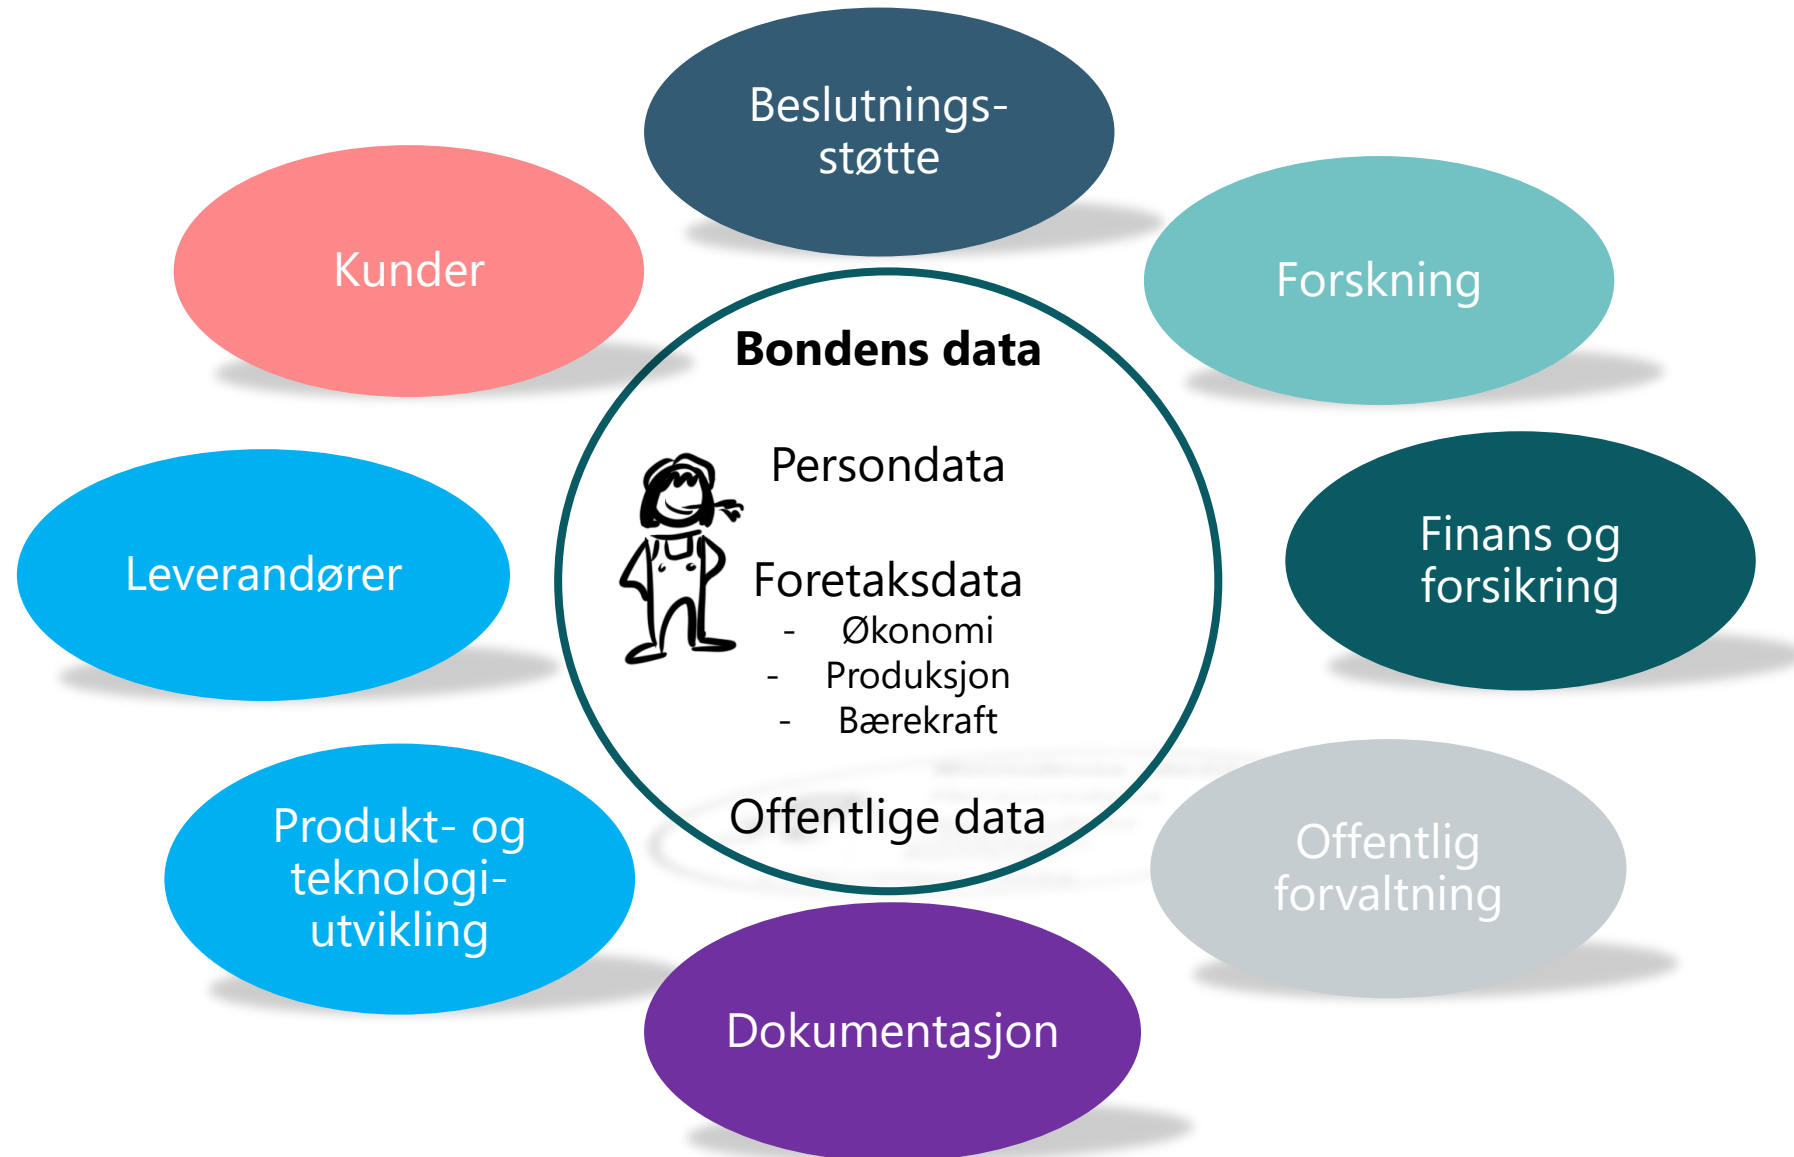 Beslutnings-
støtte
Kunder
Forskning
Bondens data
Persondata
Foretaksdata
- Økonomi
- Produksjon
- Bærekraft
Offentlige data
Leverandører
Finans og
forsikring
Produkt- og
teknologi-
utvikling
Offentlig
forvaltning
Dokumentasjon